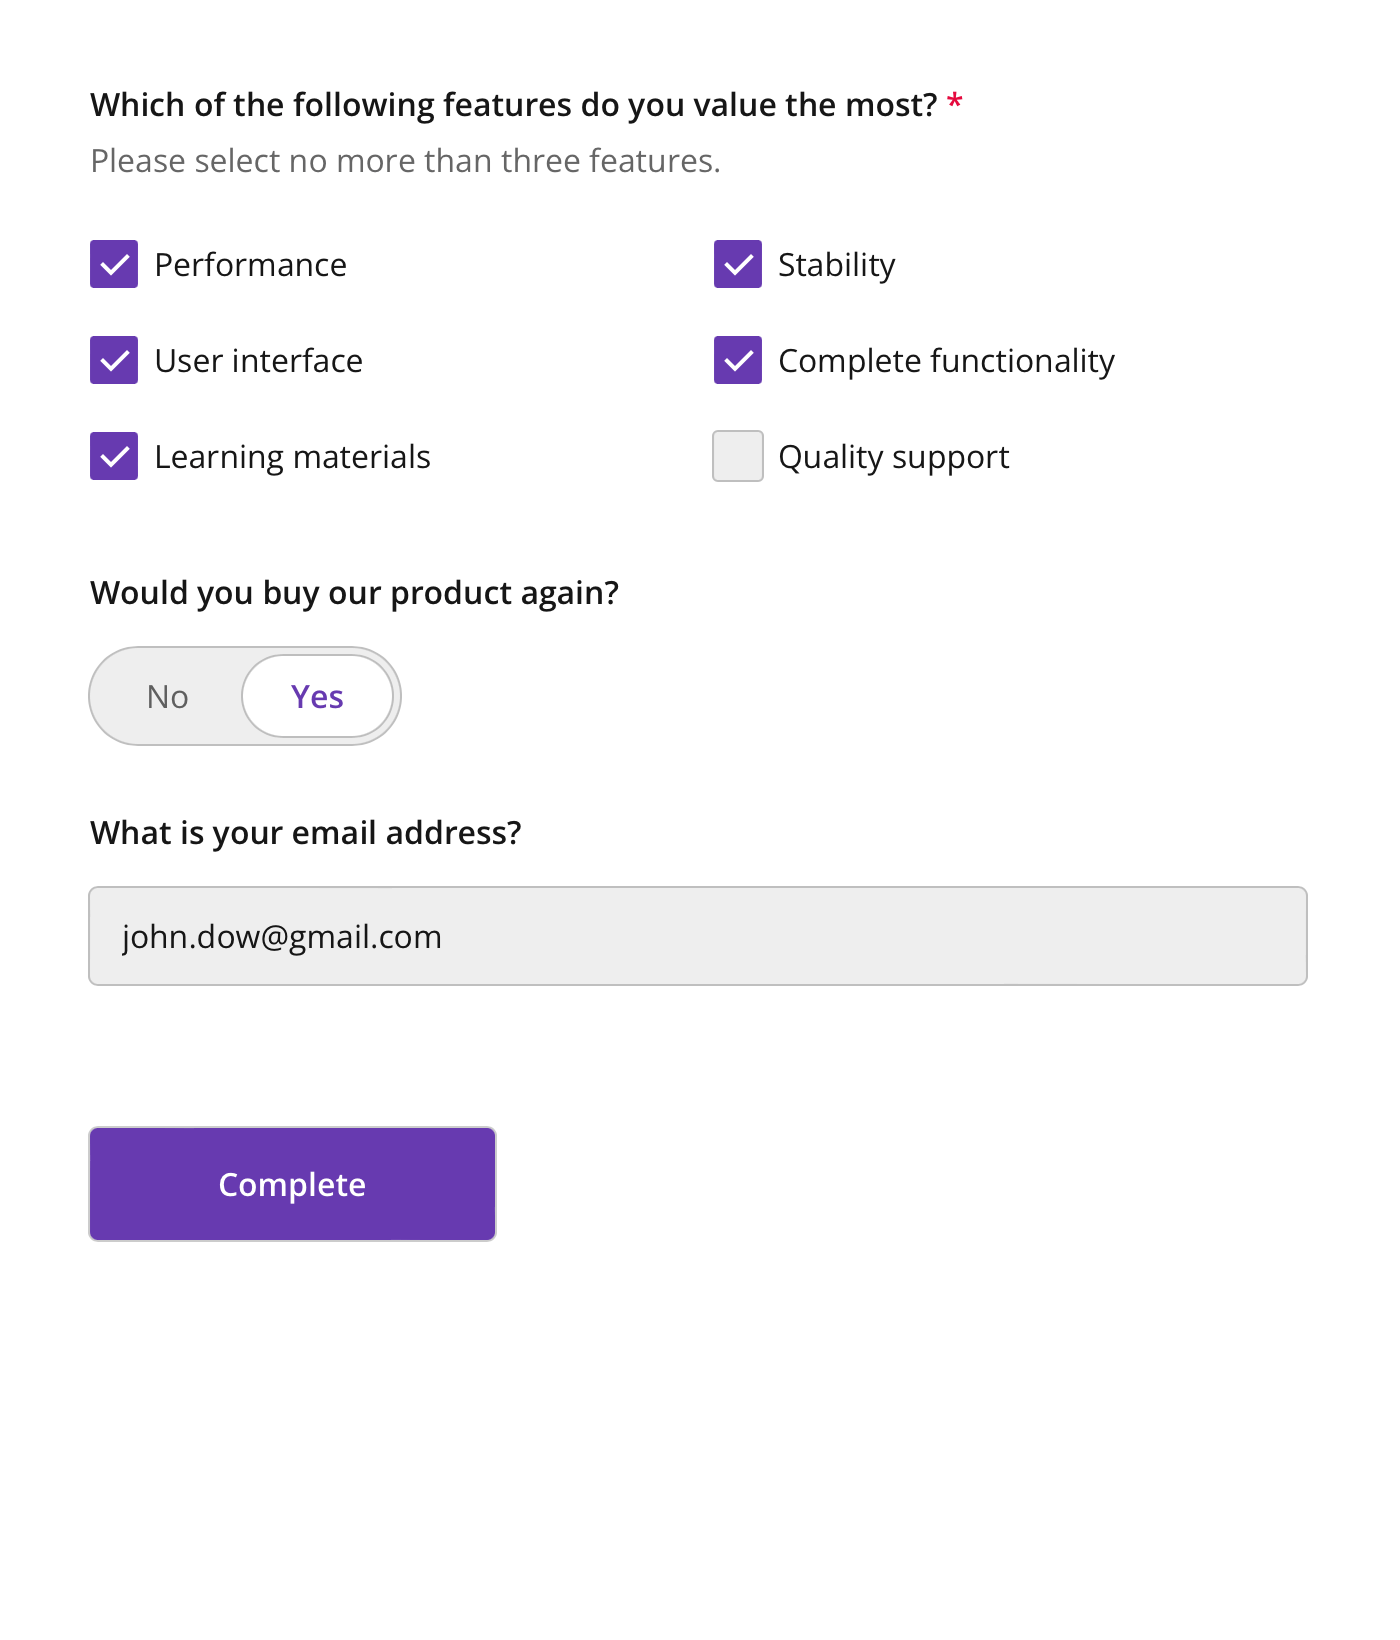 Which of the following features do you value the most? *
Please select no more than three features.
Performance
Stability
User interface
Complete functionality
Learning materials
Quality support
Would you buy our product again?
No
Yes
What is your email address?
john.dow@gmail.com
Complete